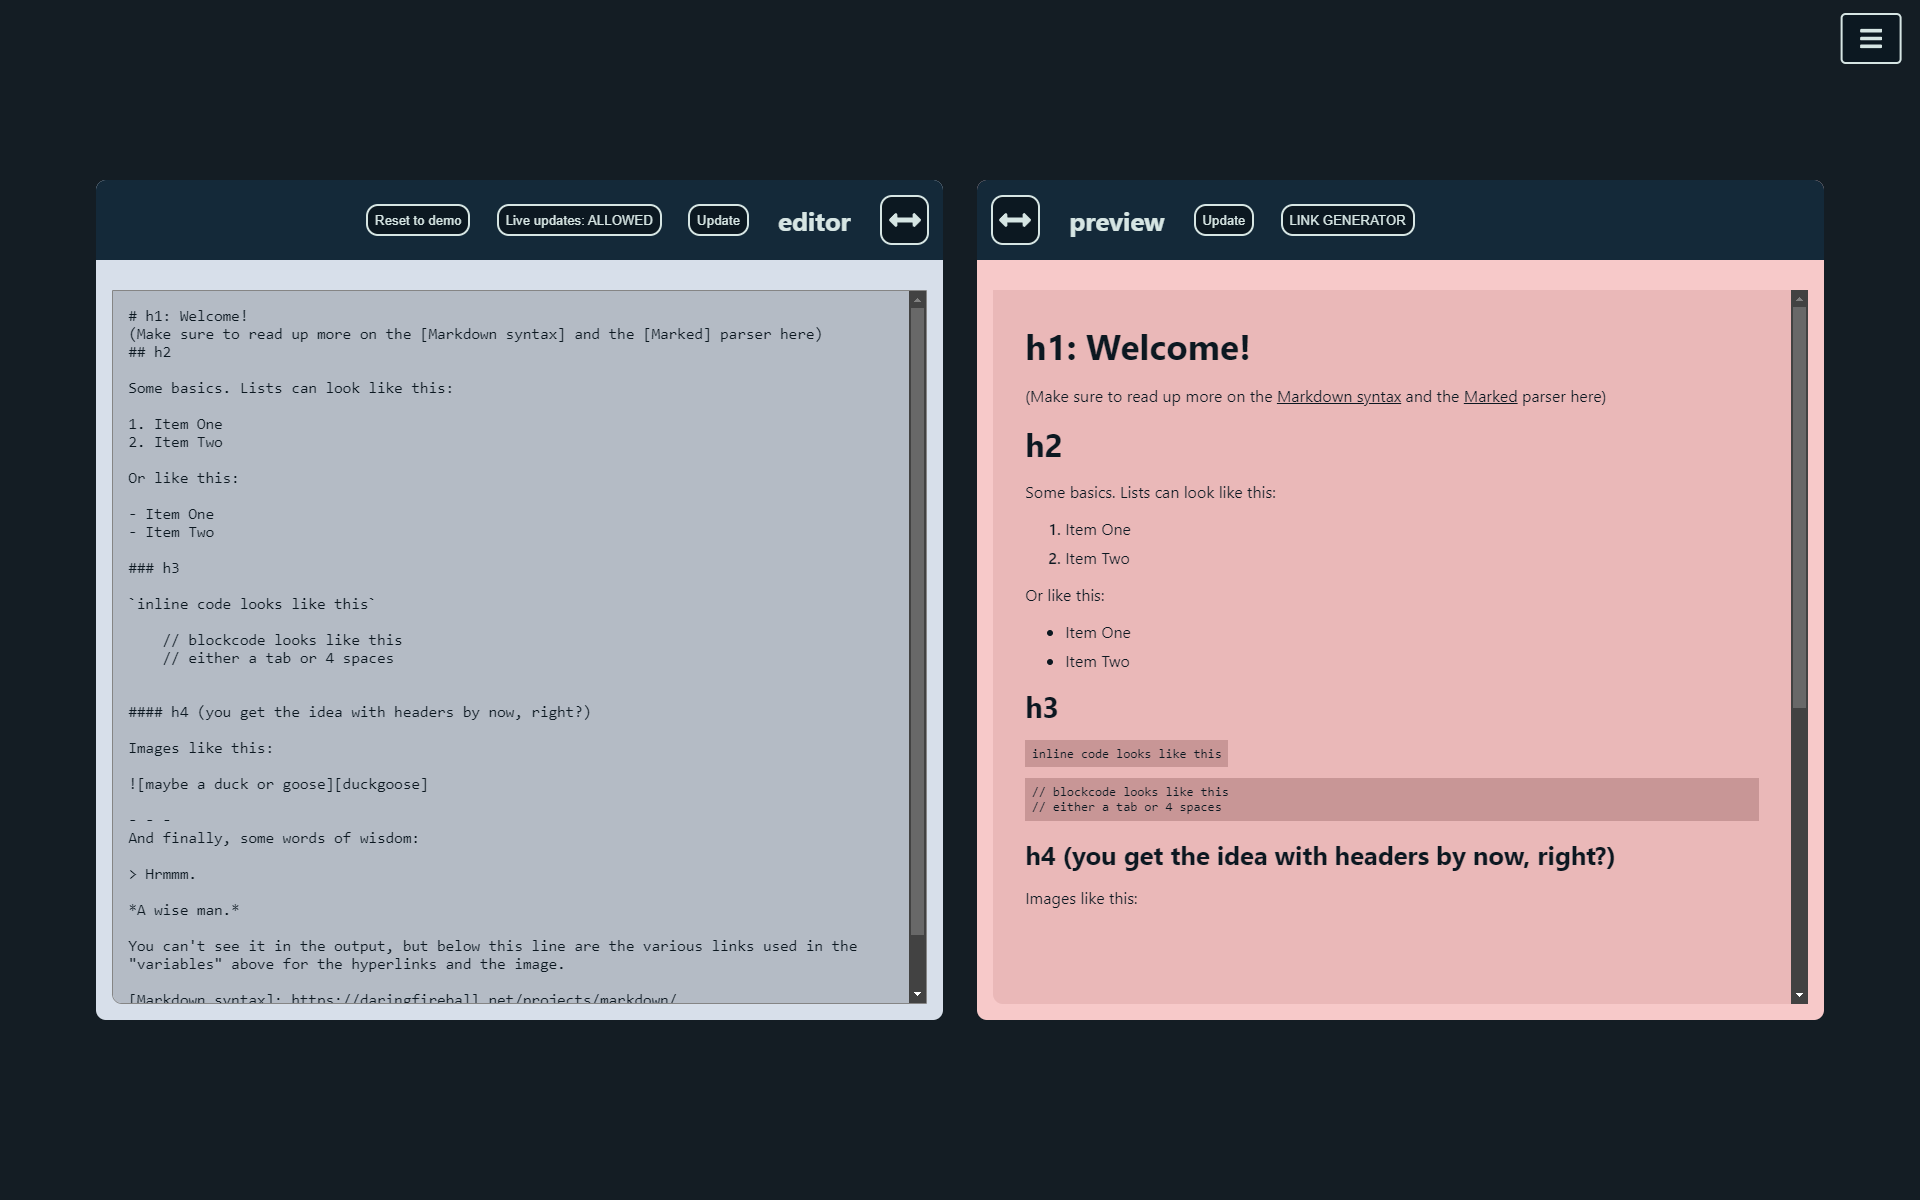 Reset to demo
Live updates: ALLOWED
Update
editor
# h1: Welcome!
(Make sure to read up more on the [Markdown syntax] and the [Marked] parser here)
## h2
Some basics. Lists can look like this:
1. Item One
2. Item Two
Or like this:
- Item One
- Item Two
### h3
`inline code looks like this`
// blockcode looks like this
// either a tab or 4 spaces
#### h4 (you get the idea with headers by now, right?)
Images like this:
![maybe a duck or goose][duckgoose]
- - -
And finally, some words of wisdom:
> Hrmmm.
*A wise man.*
You can't see it in the output, but below this line are the various links used in the
"variables" above for the hyperlinks and the image.
[Markdown syntax]: https://daringfireball.net/projects/markdown/
preview
Update
LINK GENERATOR
h1: Welcome!
(Make sure to read up more on the Markdown syntax and the Marked parser here)
h2
Some basics. Lists can look like this:
1. Item One
2. Item Two
Or like this:
• Item One
• Item Two
h3
inline code looks like this
// blockcode looks like this
// either a tab or 4 spaces
h4 (you get the idea with headers by now, right?)
Images like this: